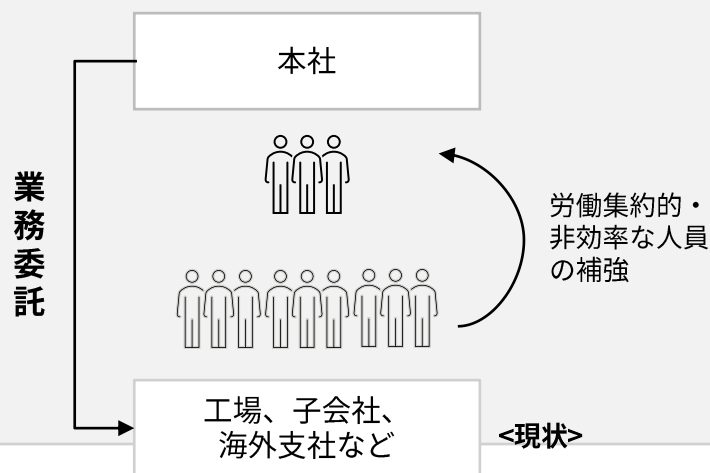 本社
業務委託
労働集約的・
非効率な人員
の補強
工場、子会社、
海外支社など
<現状>